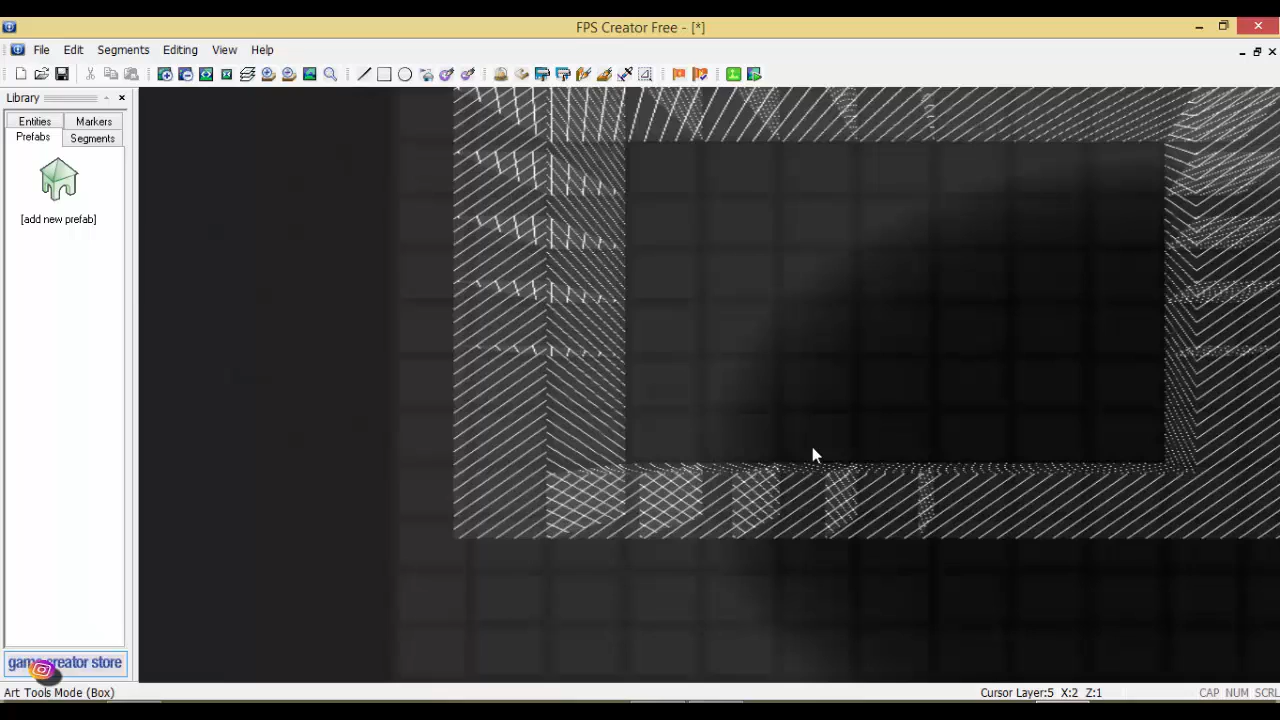 FPS Creator Free - [*]
File Edit Segments Editing View Help
Library
Entities Markers
Prefabs Segments
[add new prefab]
game creator store
Art Tools Mode (Box)
Cursor Layer:5 X:2 Z:1
CAP NUM SCRL